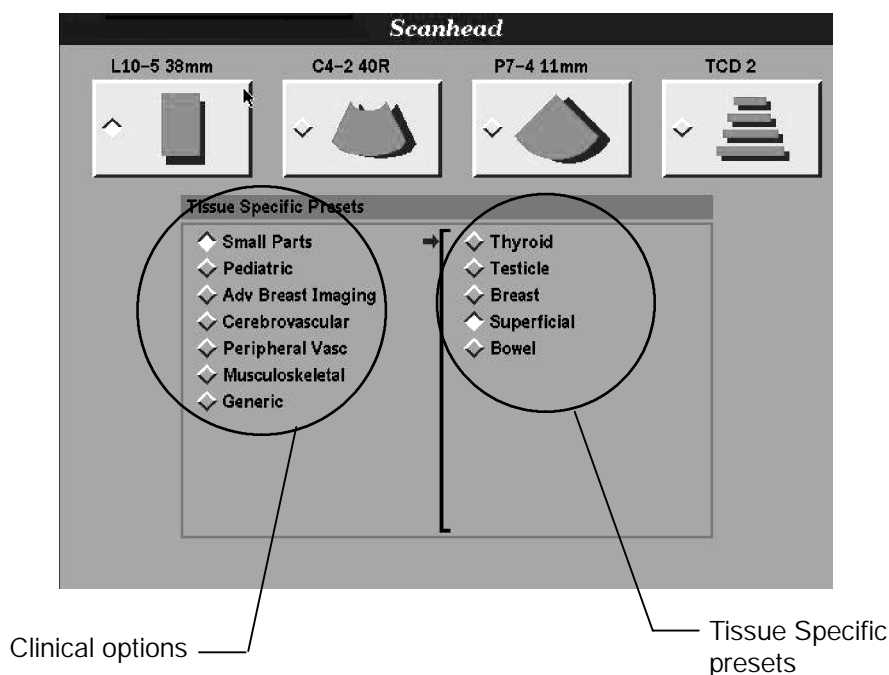 Scanhead
L10-5 38mm C4-2 40R P7-4 11mm TCD 2
Tissue Specific Presets
Small Parts
Pediatric
Adv Breast Imaging
Cerebrovascular
Peripheral Vasc
Musculoskeletal
Generic
Thyroid
Testicle
Breast
Superficial
Bowel
Clinical options
Tissue Specific
presets